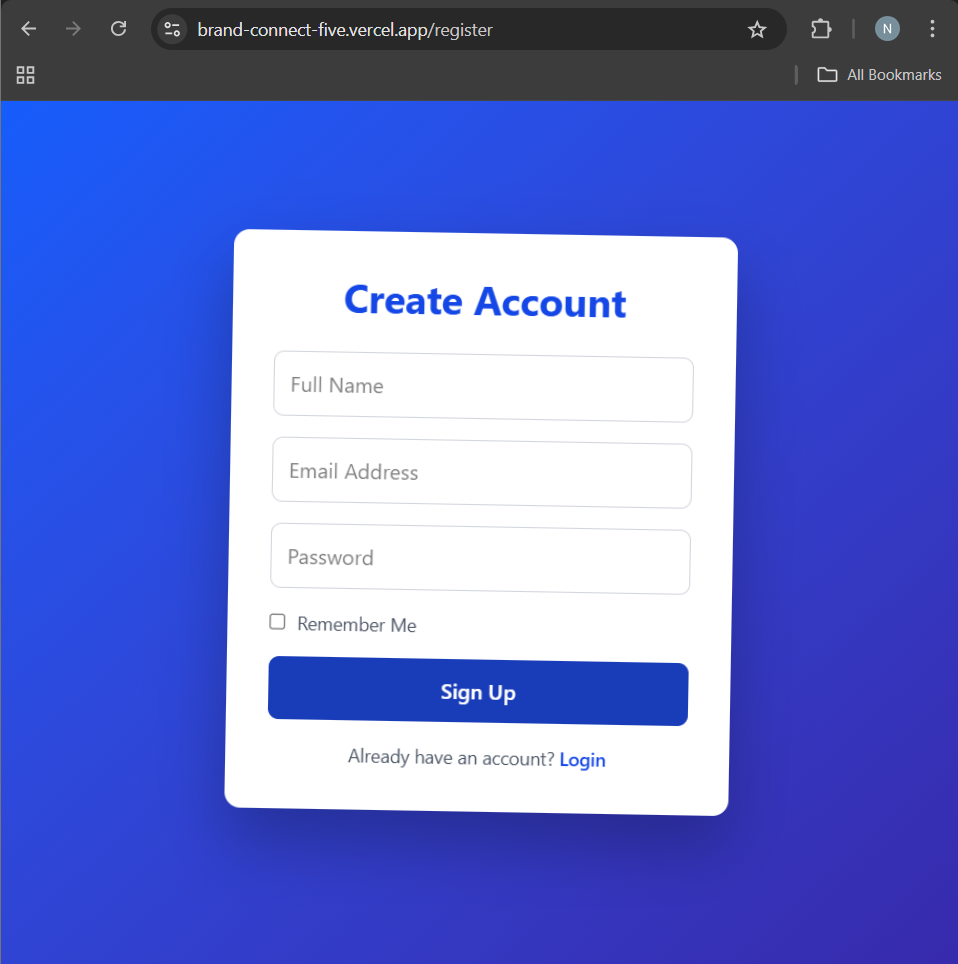 brand-connect-five.vercel.app/register
N
All Bookmarks
Create Account
Full Name
Email Address
Password
Remember Me
Sign Up
Already have an account? Login